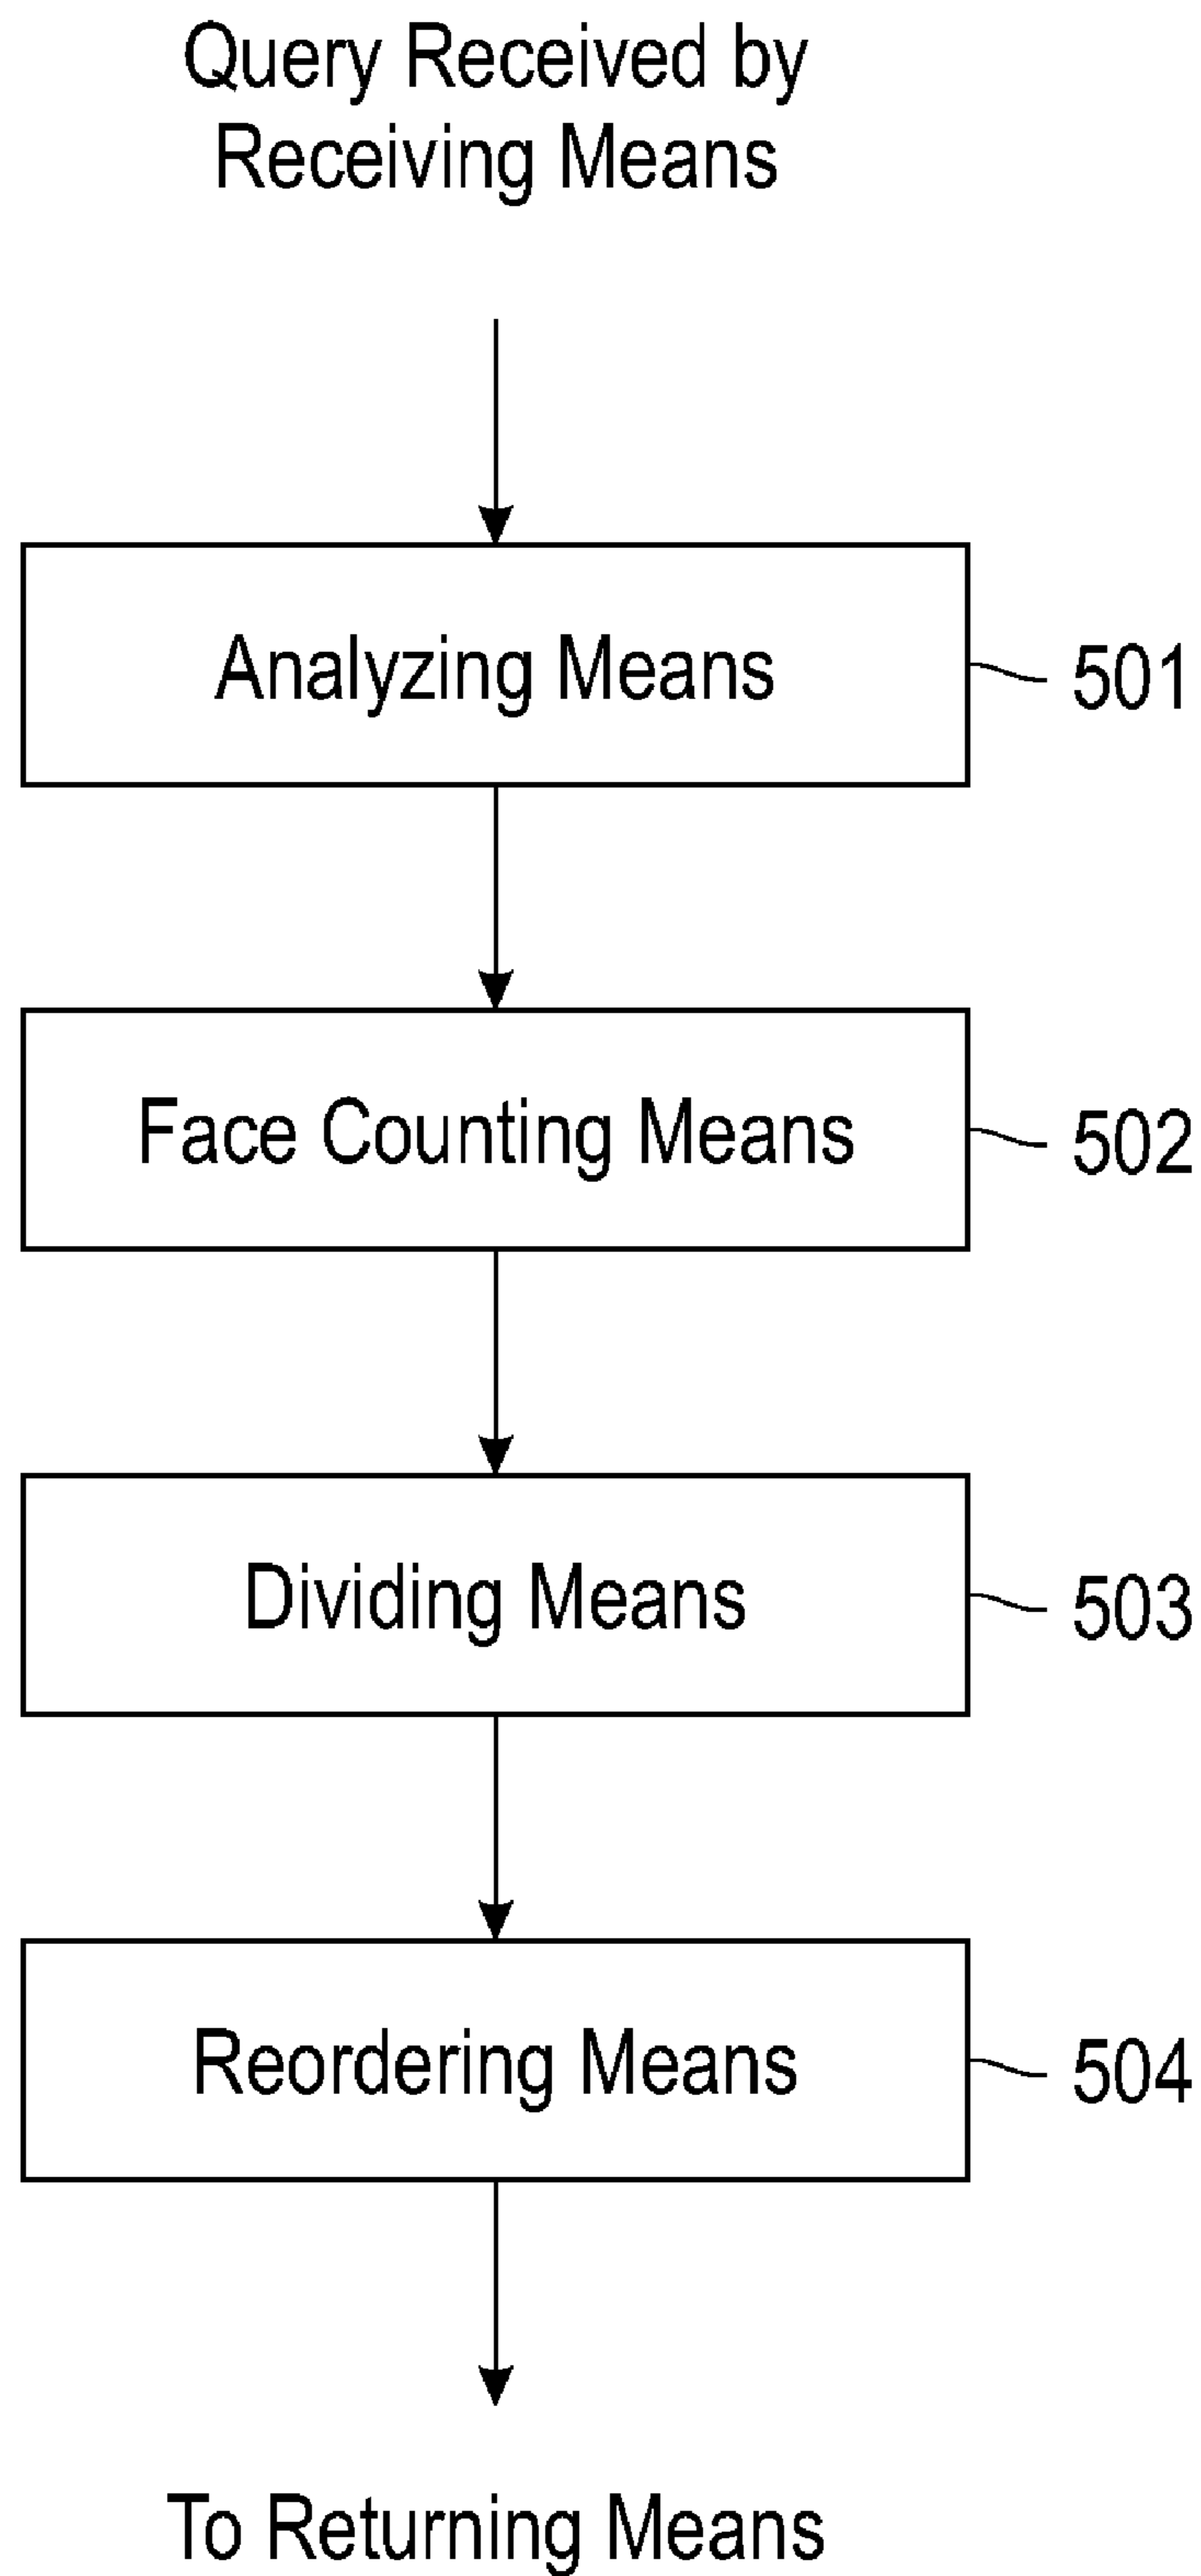 Query Received by
Receiving Means
Analyzing Means
501
Face Counting Means
502
Dividing Means
503
Reordering Means
504
To Returning Means